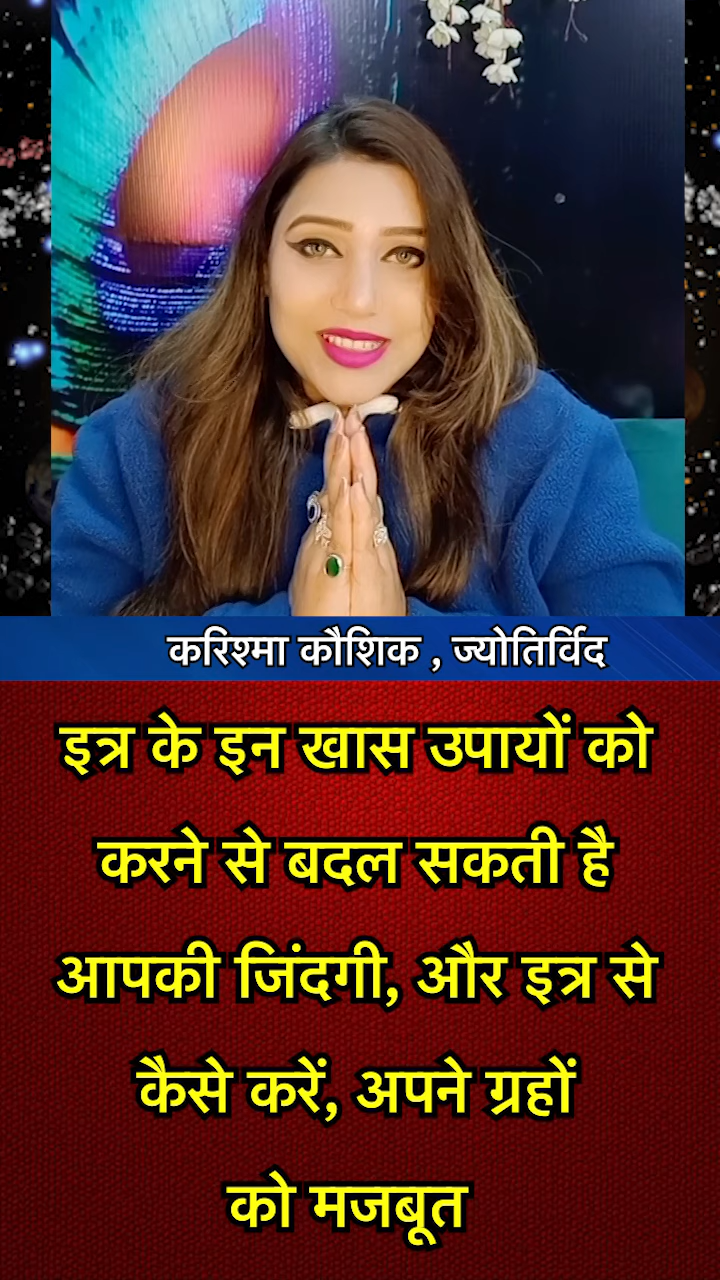 करिश्मा कौशिक , ज्योतिर्विद
इत्र के इन खास उपायों को
करने से बदल सकती है
आपकी जिंदगी, और इत्र से
कैसे करें, अपने ग्रहों
को मजबूत